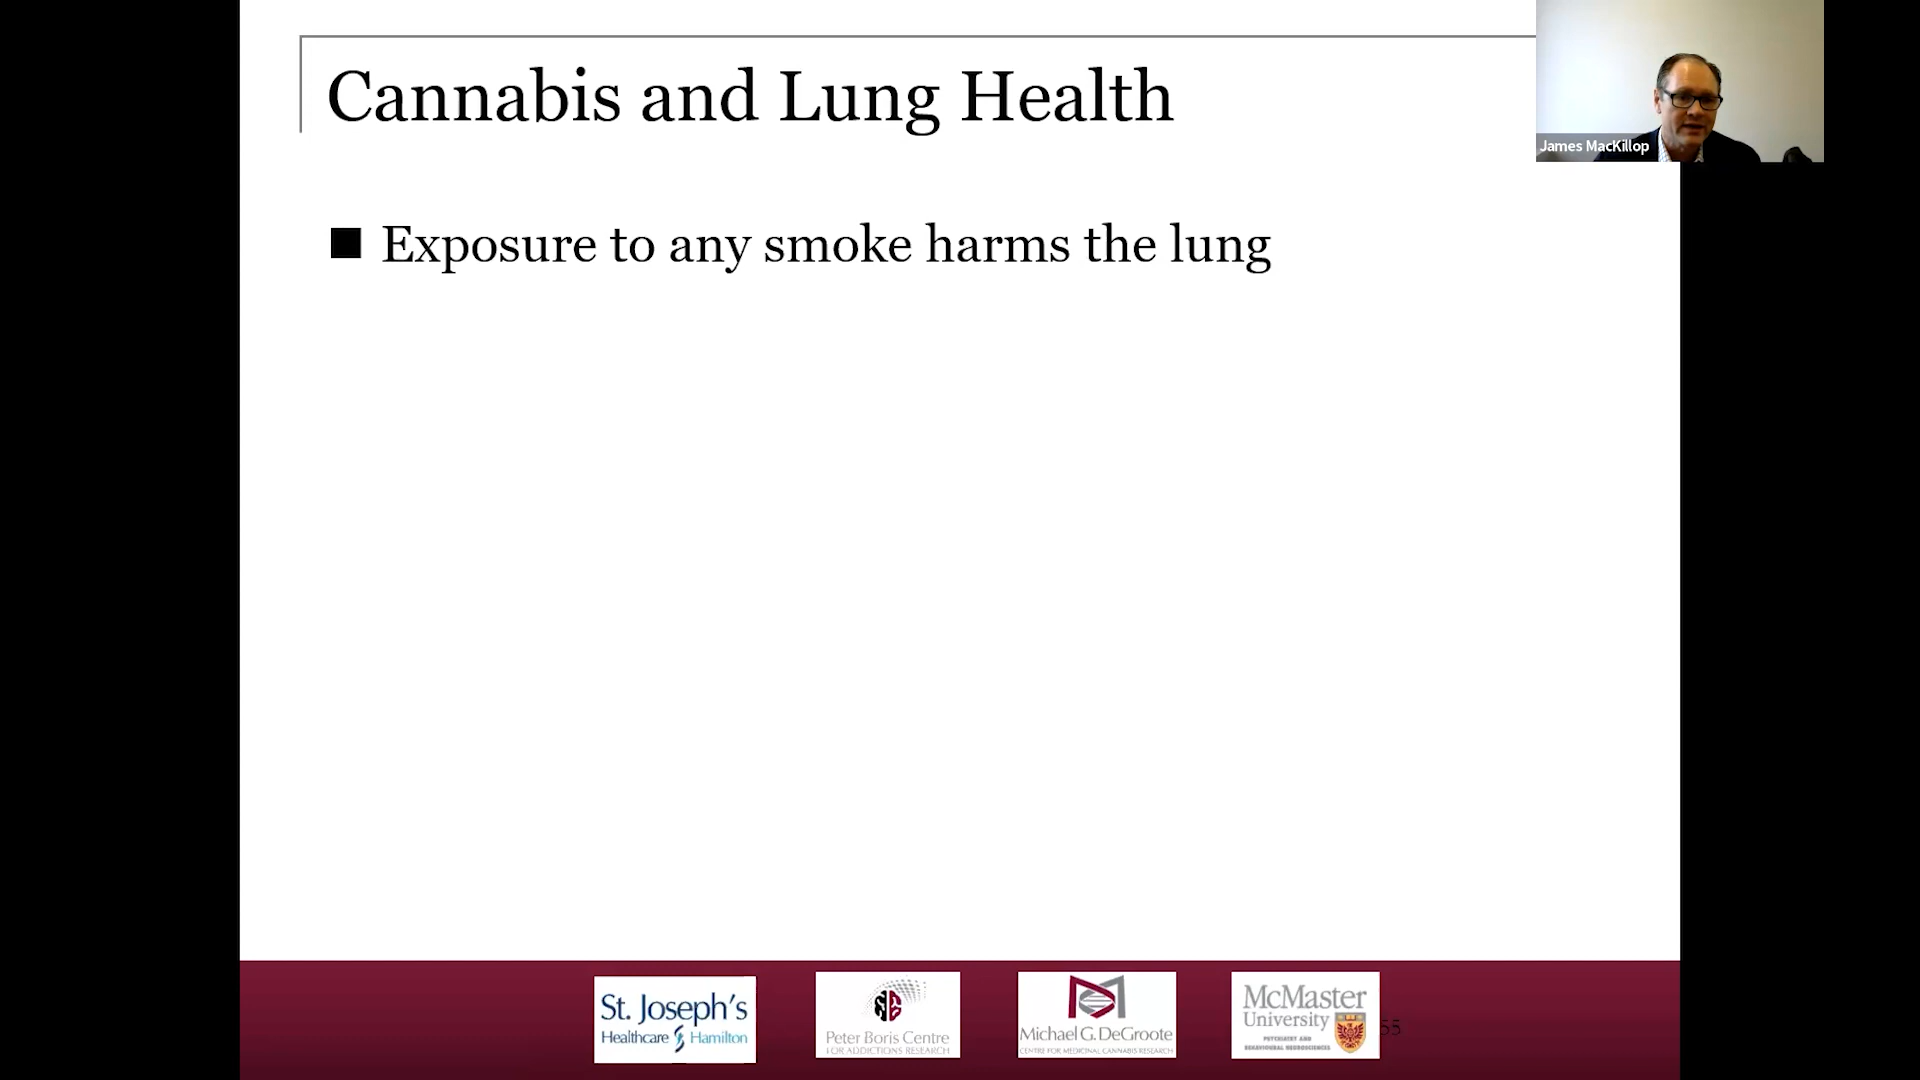 Cannabis and Lung Health
James MacKillop
Exposure to any smoke harms the lung
St. Joseph's
Healthcare Hamilton
Peter Boris Centre
FOR ADDICTIONS RESEARCH
Michael G. DeGroote
CENTRE FOR MEDICINAL CANNABIS RESEARCH
McMaster
University
PSYCHIATRY AND
BEHAVIOURAL NEUROSCIENCES
55